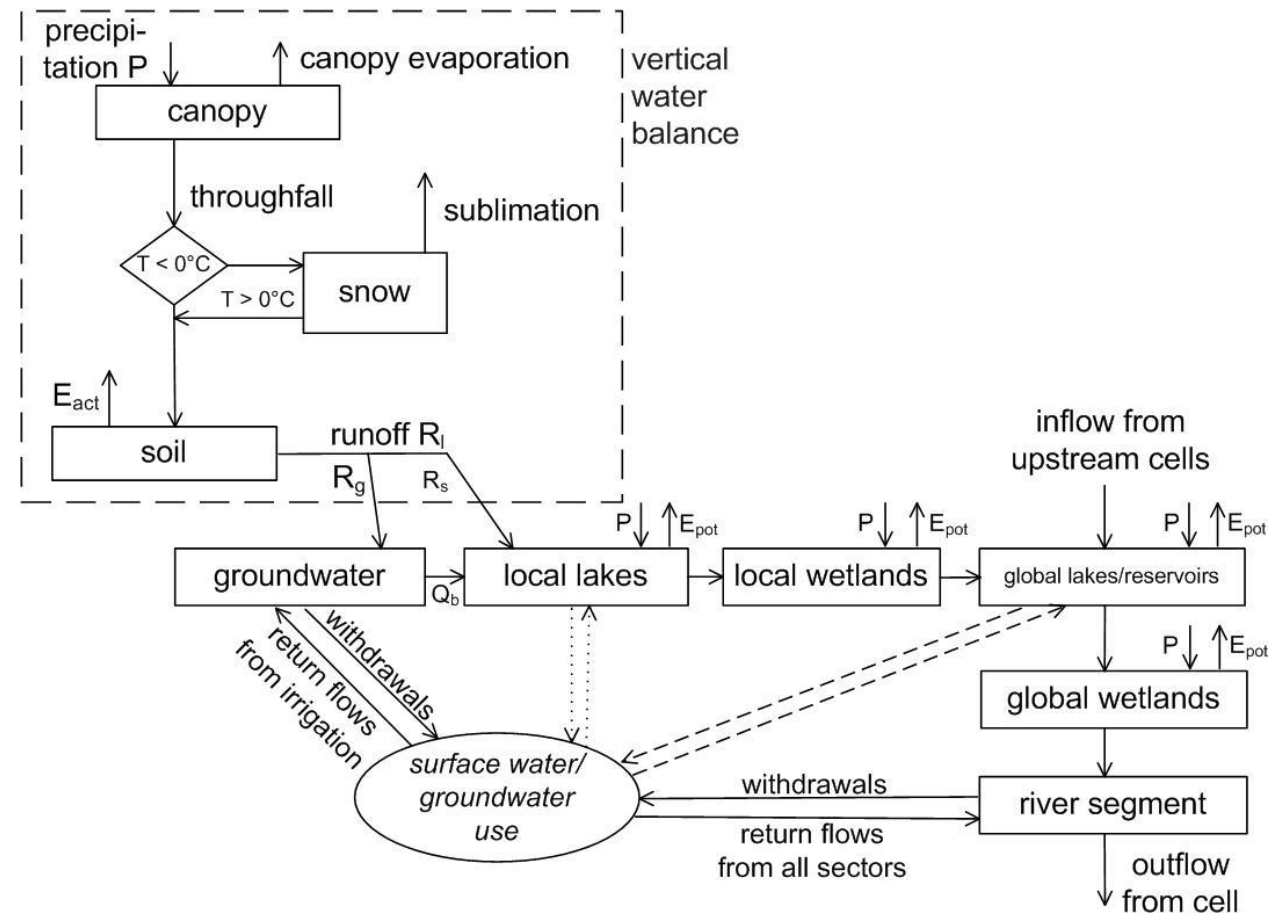 precipi-
tation P
canopy evaporation
vertical
water
balance
canopy
throughfall
sublimation
T < 0°C
T > 0°C
snow
E_act
soil
runoff R_l
R_g
R_s
inflow from
upstream cells
P
E_pot
P
E_pot
P
E_pot
groundwater
Q_b
local lakes
local wetlands
global lakes/reservoirs
withdrawals
return flows
from irrigation
P
E_pot
global wetlands
surface water/
groundwater
use
withdrawals
return flows
from all sectors
river segment
outflow
from cell